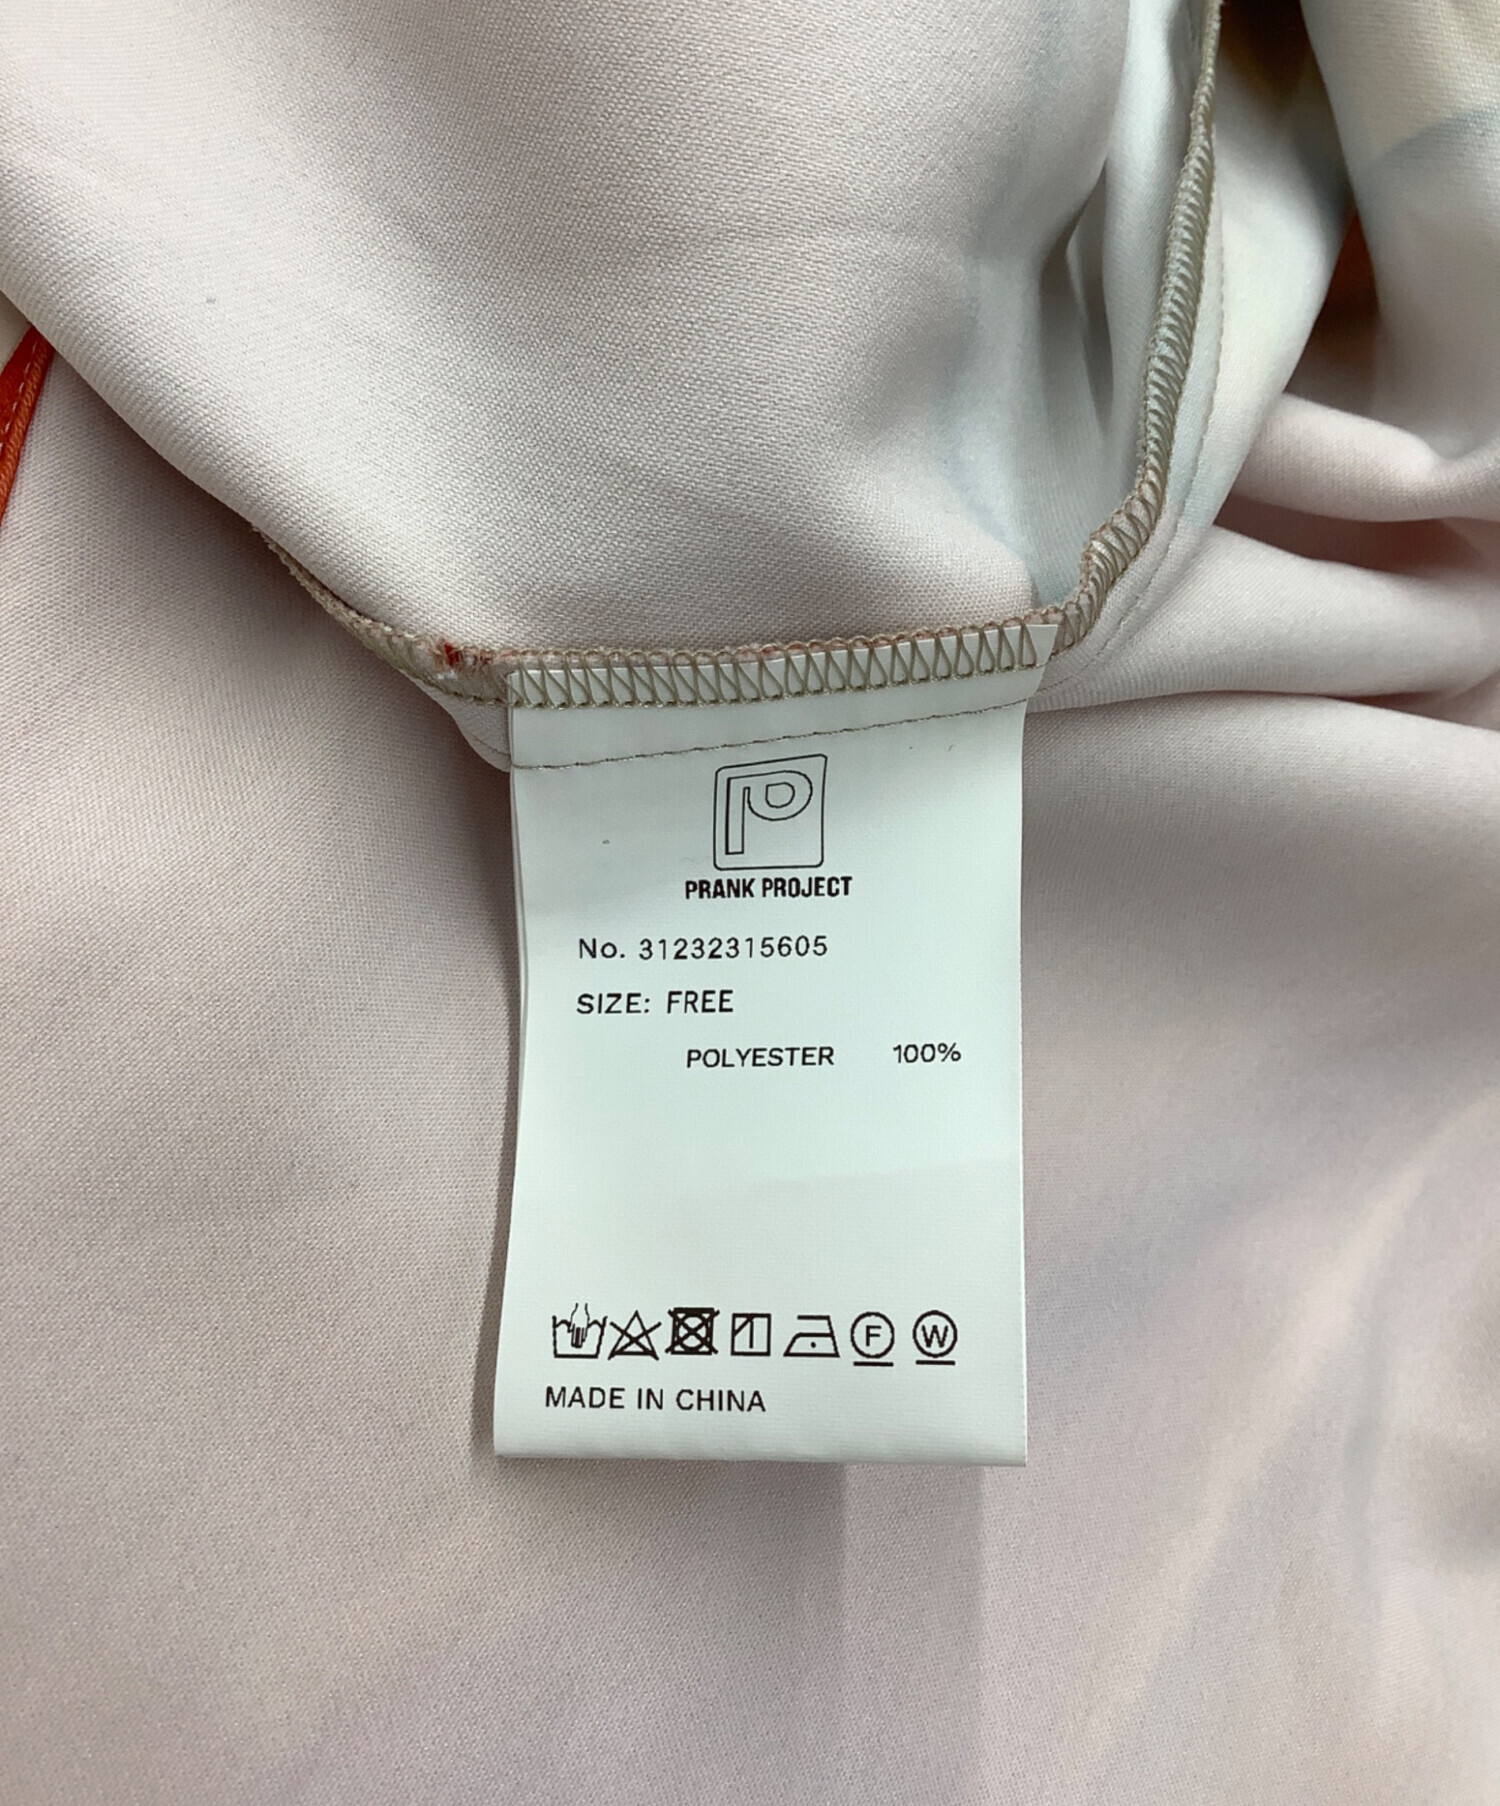 PRANK PROJECT
No. 31232315605
SIZE: FREE
POLYESTER 100%
F W
MADE IN CHINA